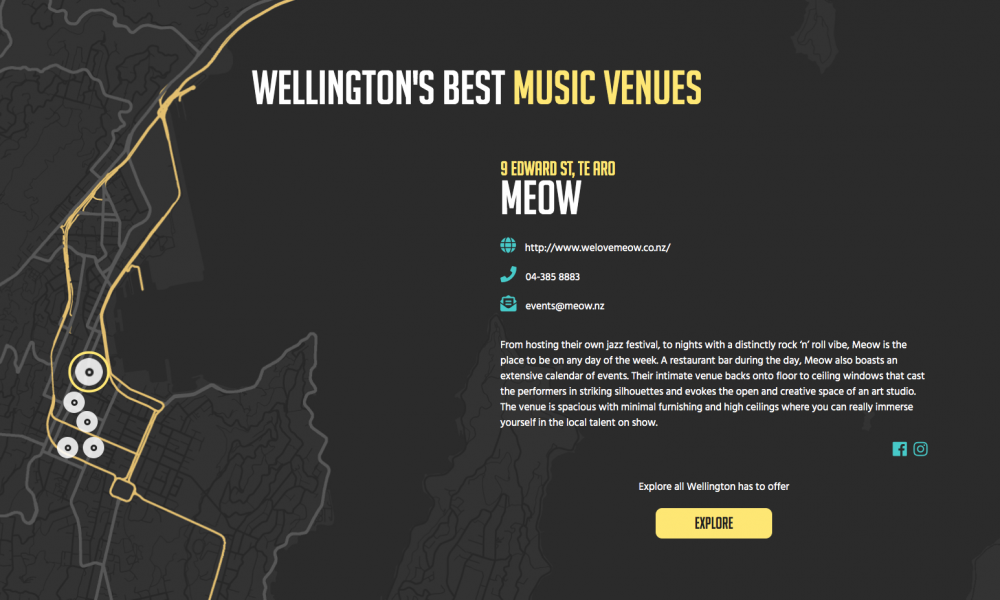 WELLINGTON'S BEST MUSIC VENUES
9 EDWARD ST, TE ARO
MEOW
http://www.welovemeow.co.nz/
04-385 8883
events@meow.nz
From hosting their own jazz festival, to nights with a distinctly rock ‘n’ roll vibe, Meow is the
place to be on any day of the week. A restaurant bar during the day, Meow also boasts an
extensive calendar of events. Their intimate venue backs onto floor to ceiling windows that cast
the performers in striking silhouettes and evokes the open and creative space of an art studio.
The venue is spacious with minimal furnishing and high ceilings where you can really immerse
yourself in the local talent on show.
Explore all Wellington has to offer
EXPLORE